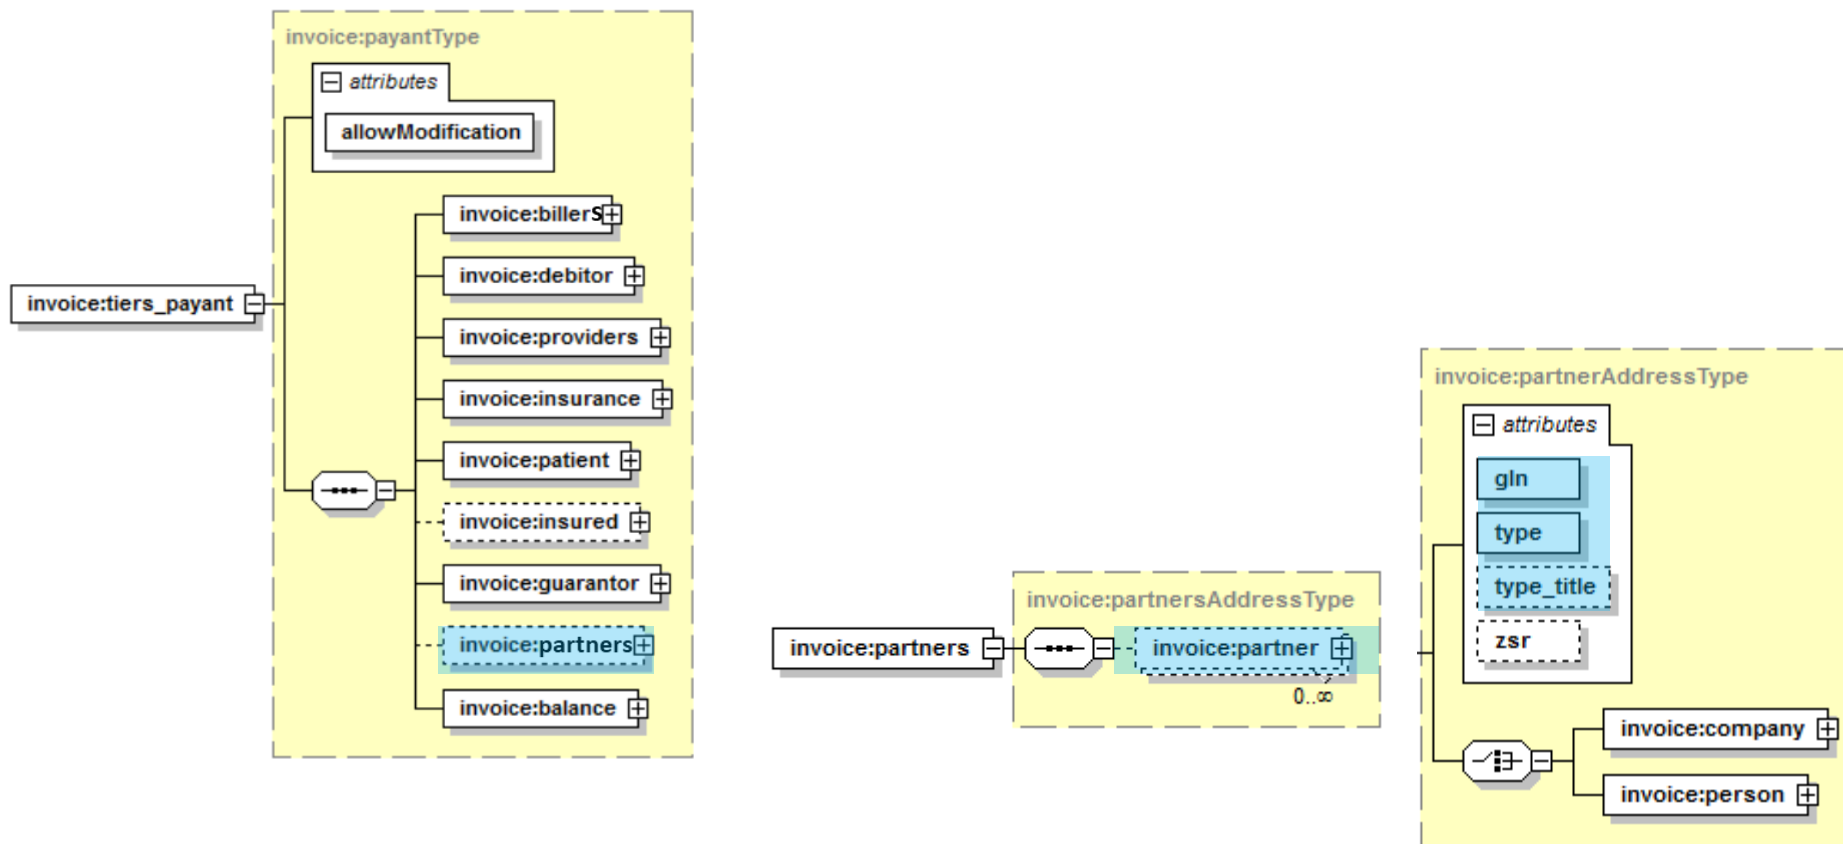 invoice:payantType
attributes
allowModification
invoice:billerS
invoice:debitor
invoice:tiers_payant
invoice:providers
invoice:insurance
invoice:patient
invoice:insured
invoice:guarantor
invoice:partners
invoice:balance
invoice:partners
invoice:partnersAddressType
invoice:partner
0..∞
invoice:partnerAddressType
attributes
gln
type
type_title
zsr
invoice:company
invoice:person